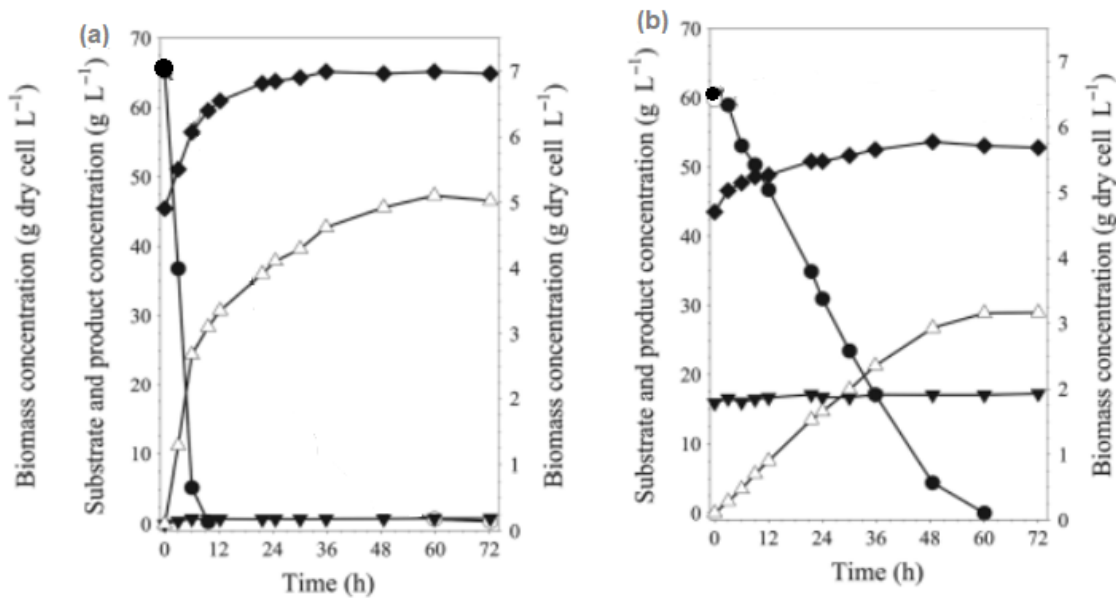 (a)
Biomass concentration (g dry cell L⁻¹)
Substrate and product concentration (g L⁻¹)
70
60
50
40
30
20
10
0
0 12 24 36 48 60 72
Time (h)
7
6
5
4
3
2
1
0
Biomass concentration (g dry cell L⁻¹)
(b)
Substrate and product concentration (g L⁻¹)
70
60
50
40
30
20
10
0
0 12 24 36 48 60 72
Time (h)
7
6
5
4
3
2
1
0
Biomass concentration (g dry cell L⁻¹)